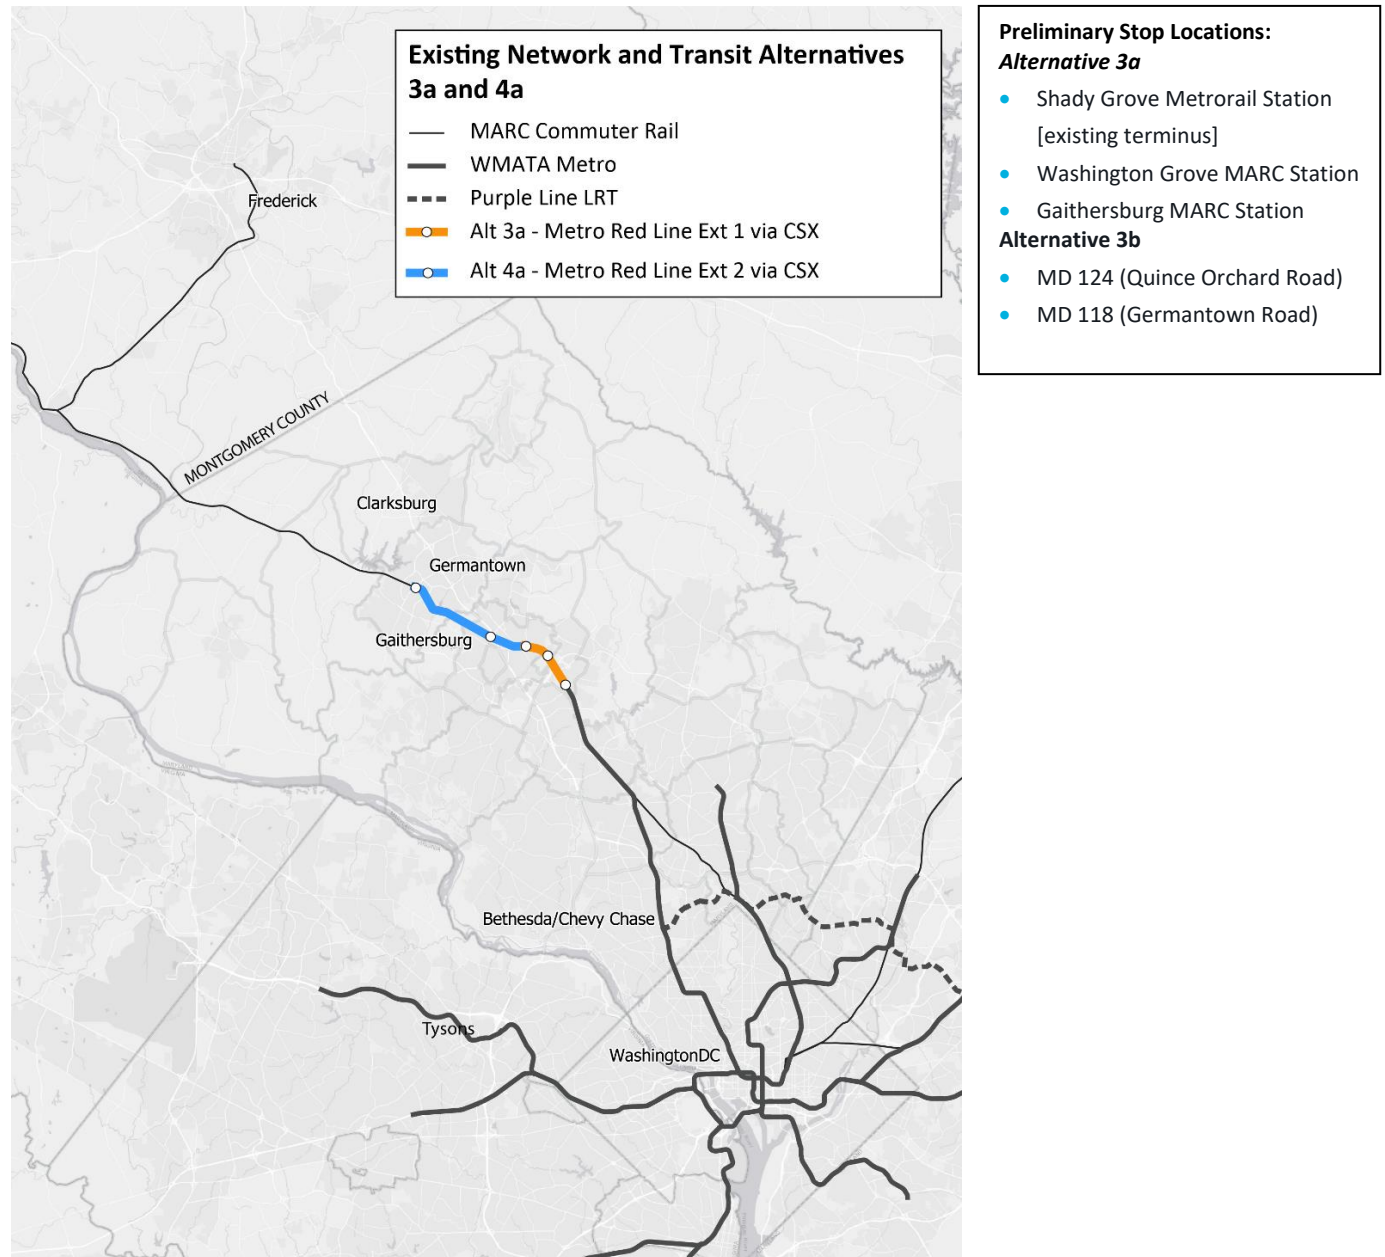 Existing Network and Transit Alternatives
3a and 4a
MARC Commuter Rail
WMATA Metro
Purple Line LRT
Alt 3a - Metro Red Line Ext 1 via CSX
Alt 4a - Metro Red Line Ext 2 via CSX
Preliminary Stop Locations:
Alternative 3a
• Shady Grove Metrorail Station
[existing terminus]
• Washington Grove MARC Station
• Gaithersburg MARC Station
Alternative 3b
• MD 124 (Quince Orchard Road)
• MD 118 (Germantown Road)
Frederick
MONTGOMERY COUNTY
Clarksburg
Germantown
Gaithersburg
Bethesda/Chevy Chase
Tysons
WashingtonDC